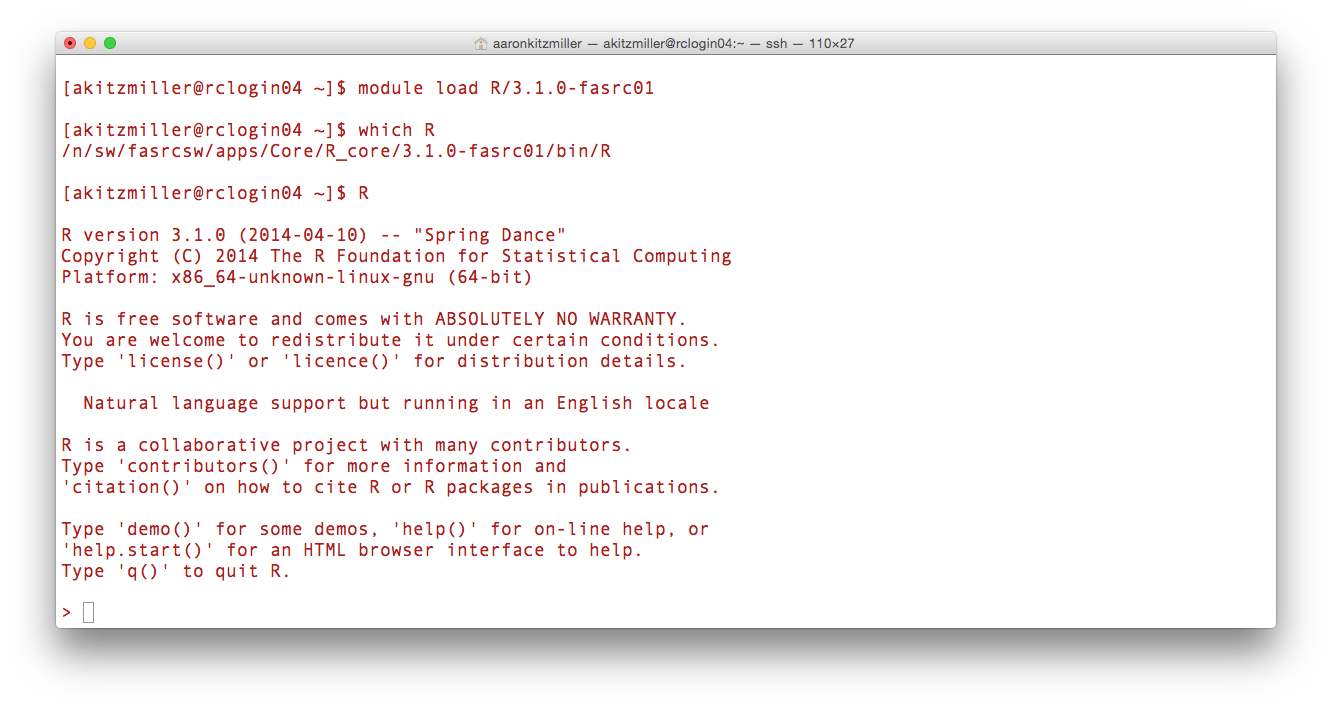 aaronkitzmiller — akitzmiller@rclogin04:~ — ssh — 110×27
[akitzmiller@rclogin04 ~]$ module load R/3.1.0-fasrc01
[akitzmiller@rclogin04 ~]$ which R
/n/sw/fasrcsw/apps/Core/R_core/3.1.0-fasrc01/bin/R
[akitzmiller@rclogin04 ~]$ R
R version 3.1.0 (2014-04-10) -- "Spring Dance"
Copyright (C) 2014 The R Foundation for Statistical Computing
Platform: x86_64-unknown-linux-gnu (64-bit)
R is free software and comes with ABSOLUTELY NO WARRANTY.
You are welcome to redistribute it under certain conditions.
Type 'license()' or 'licence()' for distribution details.
  Natural language support but running in an English locale
R is a collaborative project with many contributors.
Type 'contributors()' for more information and
'citation()' on how to cite R or R packages in publications.
Type 'demo()' for some demos, 'help()' for on-line help, or
'help.start()' for an HTML browser interface to help.
Type 'q()' to quit R.
>